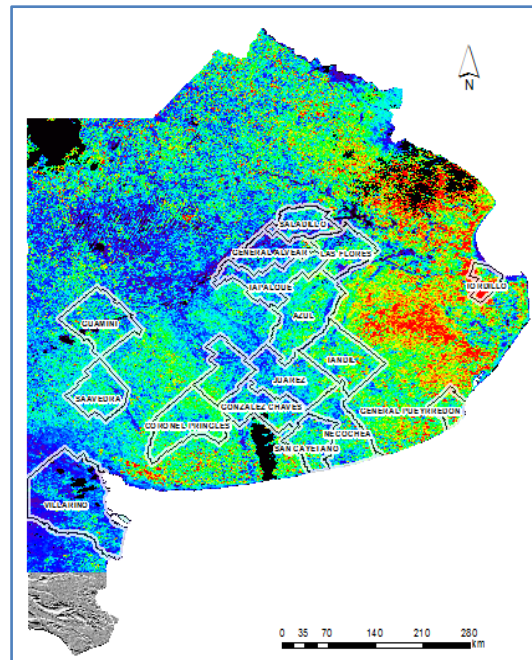 N
SALADILLO
GENERAL ALVEAR
LAS FLORES
TAPALQUE
TORDILLO
AZUL
GUAMINI
TANDIL
JUAREZ
SAAVEDRA
GONZALEZ CHAVES
GENERAL PUEYRREDON
CORONEL PRINGLES
NECOCHEA
SAN CAYETANO
VILLARINO
0 35 70 140 210 280
km